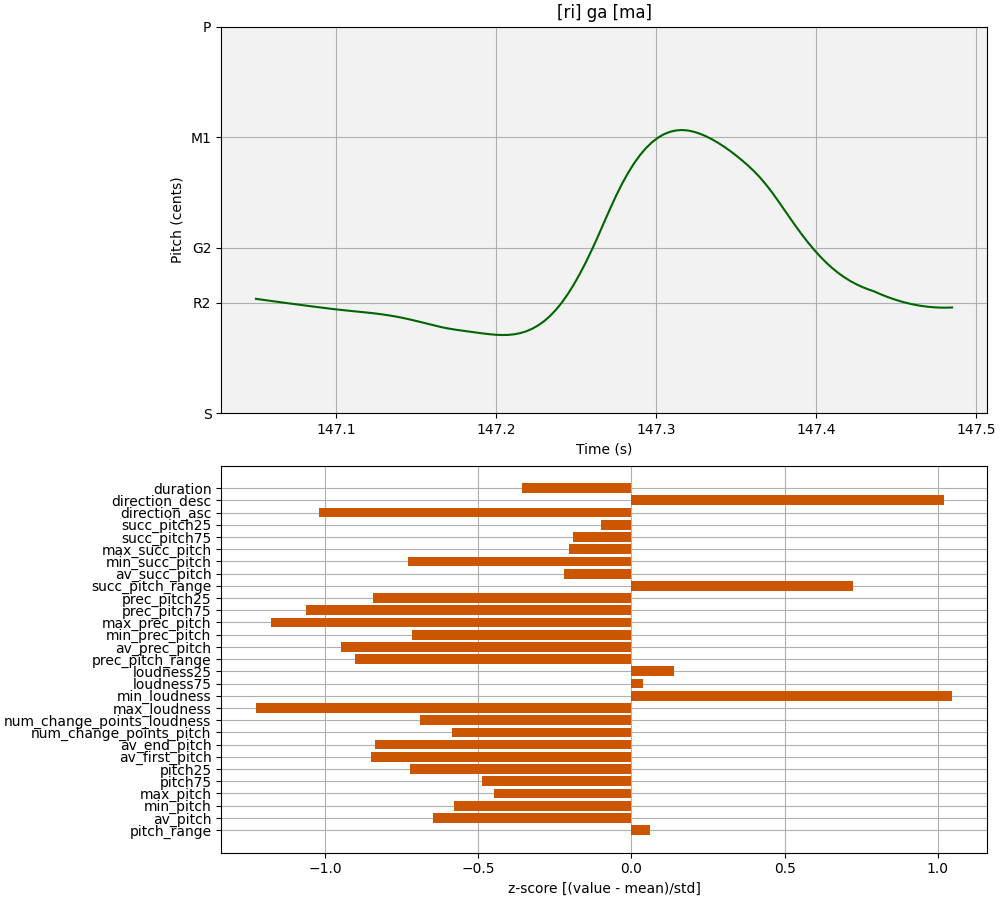 [ri] ga [ma]
P
M1
G2
R2
S
Pitch (cents)
147.1
147.2
147.3
147.4
147.5
Time (s)
duration
direction_desc
direction_asc
succ_pitch25
succ_pitch75
max_succ_pitch
min_succ_pitch
av_succ_pitch
succ_pitch_range
prec_pitch25
prec_pitch75
max_prec_pitch
min_prec_pitch
av_prec_pitch
prec_pitch_range
loudness25
loudness75
min_loudness
max_loudness
num_change_points_loudness
num_change_points_pitch
av_end_pitch
av_first_pitch
pitch25
pitch75
max_pitch
min_pitch
av_pitch
pitch_range
−1.0
−0.5
0.0
0.5
1.0
z-score [(value - mean)/std]